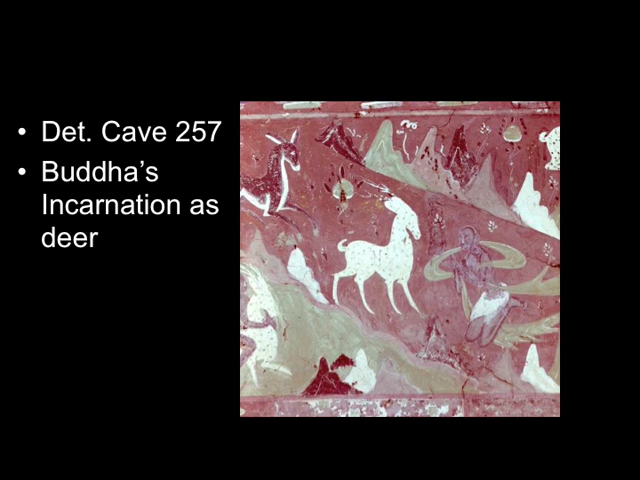 • Det. Cave 257
• Buddha’s
Incarnation as
deer